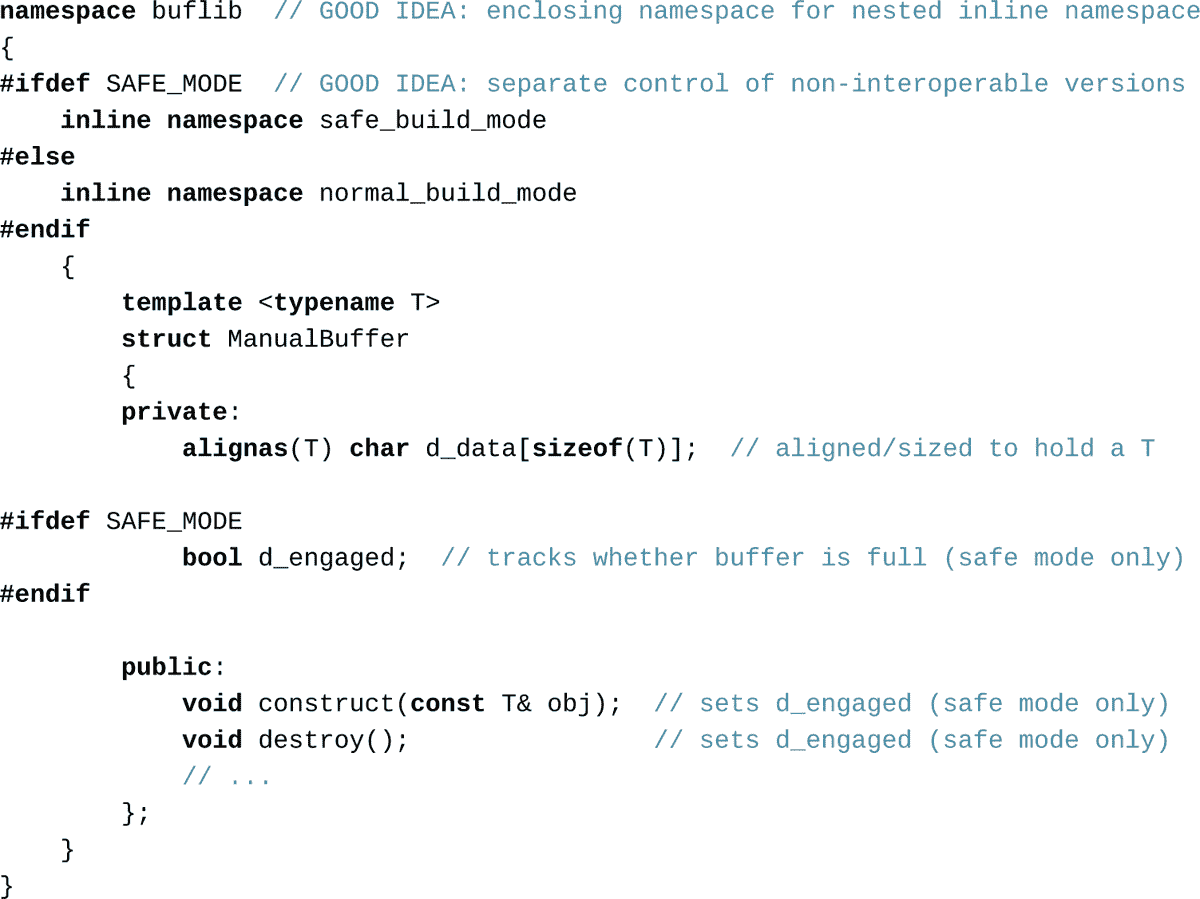 namespace buflib  // GOOD IDEA: enclosing namespace for nested inline namespace
{
#ifdef SAFE_MODE  // GOOD IDEA: separate control of non-interoperable versions
    inline namespace safe_build_mode
#else
    inline namespace normal_build_mode
#endif
    {
        template <typename T>
        struct ManualBuffer
        {
        private:
            alignas(T) char d_data[sizeof(T)];  // aligned/sized to hold a T

#ifdef SAFE_MODE
            bool d_engaged;  // tracks whether buffer is full (safe mode only)
#endif

        public:
            void construct(const T& obj);  // sets d_engaged (safe mode only)
            void destroy();                // sets d_engaged (safe mode only)
            // ...
        };
    }
}